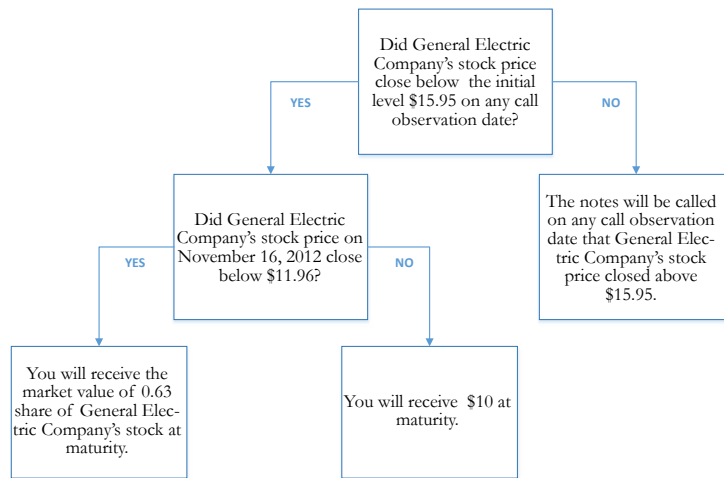 Did General Electric
Company's stock price
close below the initial
level $15.95 on any call
observation date?
YES
NO
Did General Electric
Company's stock price on
November 16, 2012 close
below $11.96?
The notes will be called
on any call observation
date that General Elec-
tric Company's stock
price closed above
$15.95.
YES
NO
You will receive the
market value of 0.63
share of General Elec-
tric Company's stock at
maturity.
You will receive $10 at
maturity.